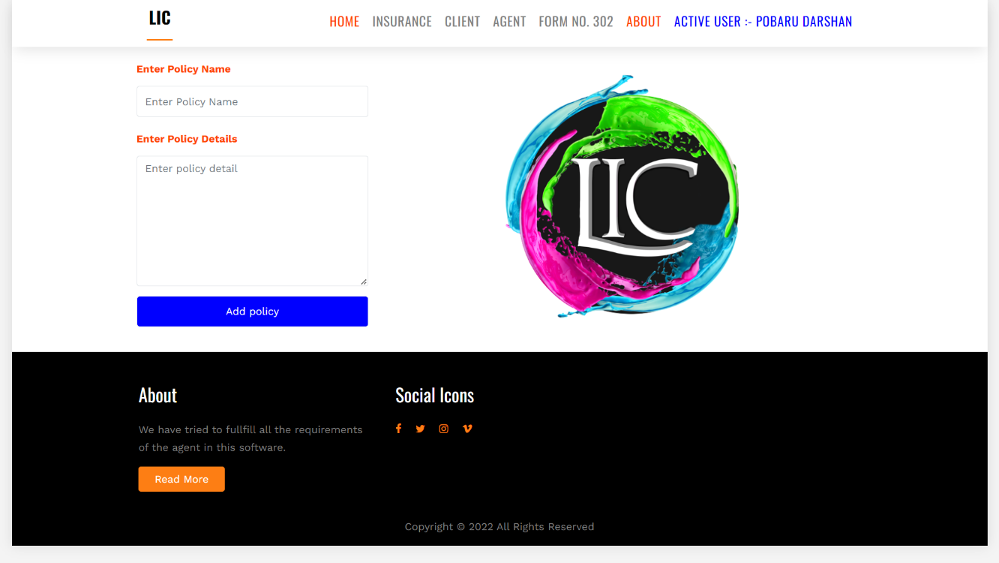 LIC
HOME INSURANCE CLIENT AGENT FORM NO. 302 ABOUT ACTIVE USER :- POBARU DARSHAN
Enter Policy Name
Enter Policy Name
Enter Policy Details
Enter policy detail
Add policy
LIC
About
We have tried to fullfill all the requirements
of the agent in this software.
Read More
Social Icons
Copyright © 2022 All Rights Reserved